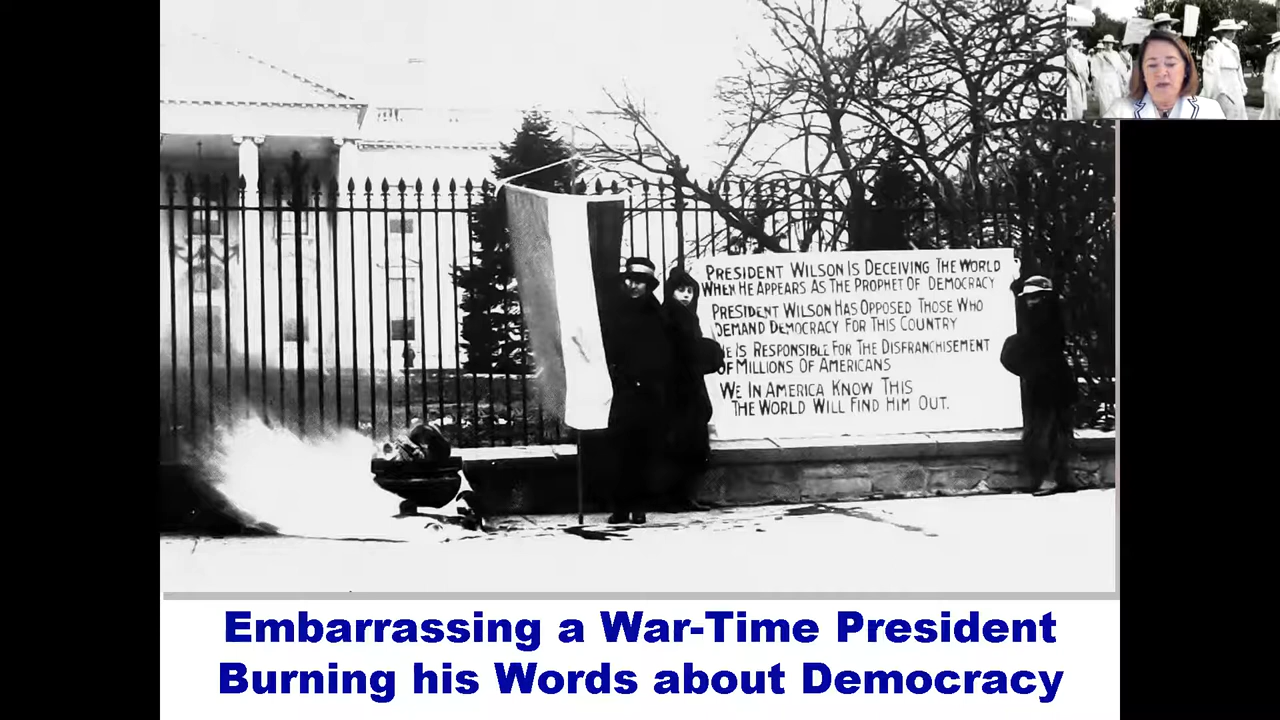 PRESIDENT WILSON IS DECEIVING THE WORLD
WHEN HE APPEARS AS THE PROPHET OF DEMOCRACY
PRESIDENT WILSON HAS OPPOSED THOSE WHO
DEMAND DEMOCRACY FOR THIS COUNTRY
HE IS RESPONSIBLE FOR THE DISFRANCHISEMENT
OF MILLIONS OF AMERICANS
WE IN AMERICA KNOW THIS
THE WORLD WILL FIND HIM OUT.
Embarrassing a War-Time President
Burning his Words about Democracy